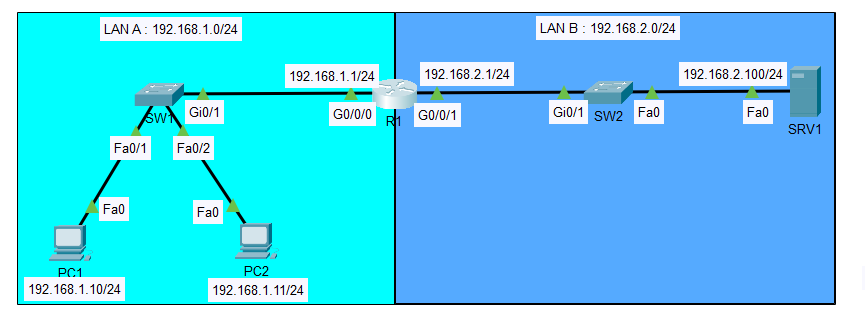 LAN A : 192.168.1.0/24
LAN B : 192.168.2.0/24
192.168.1.1/24
192.168.2.1/24
192.168.2.100/24
SW1
Gi0/1
G0/0/0
R1
G0/0/1
Gi0/1
SW2
Fa0
Fa0
SRV1
Fa0/1
Fa0/2
Fa0
Fa0
PC1
PC2
192.168.1.10/24
192.168.1.11/24